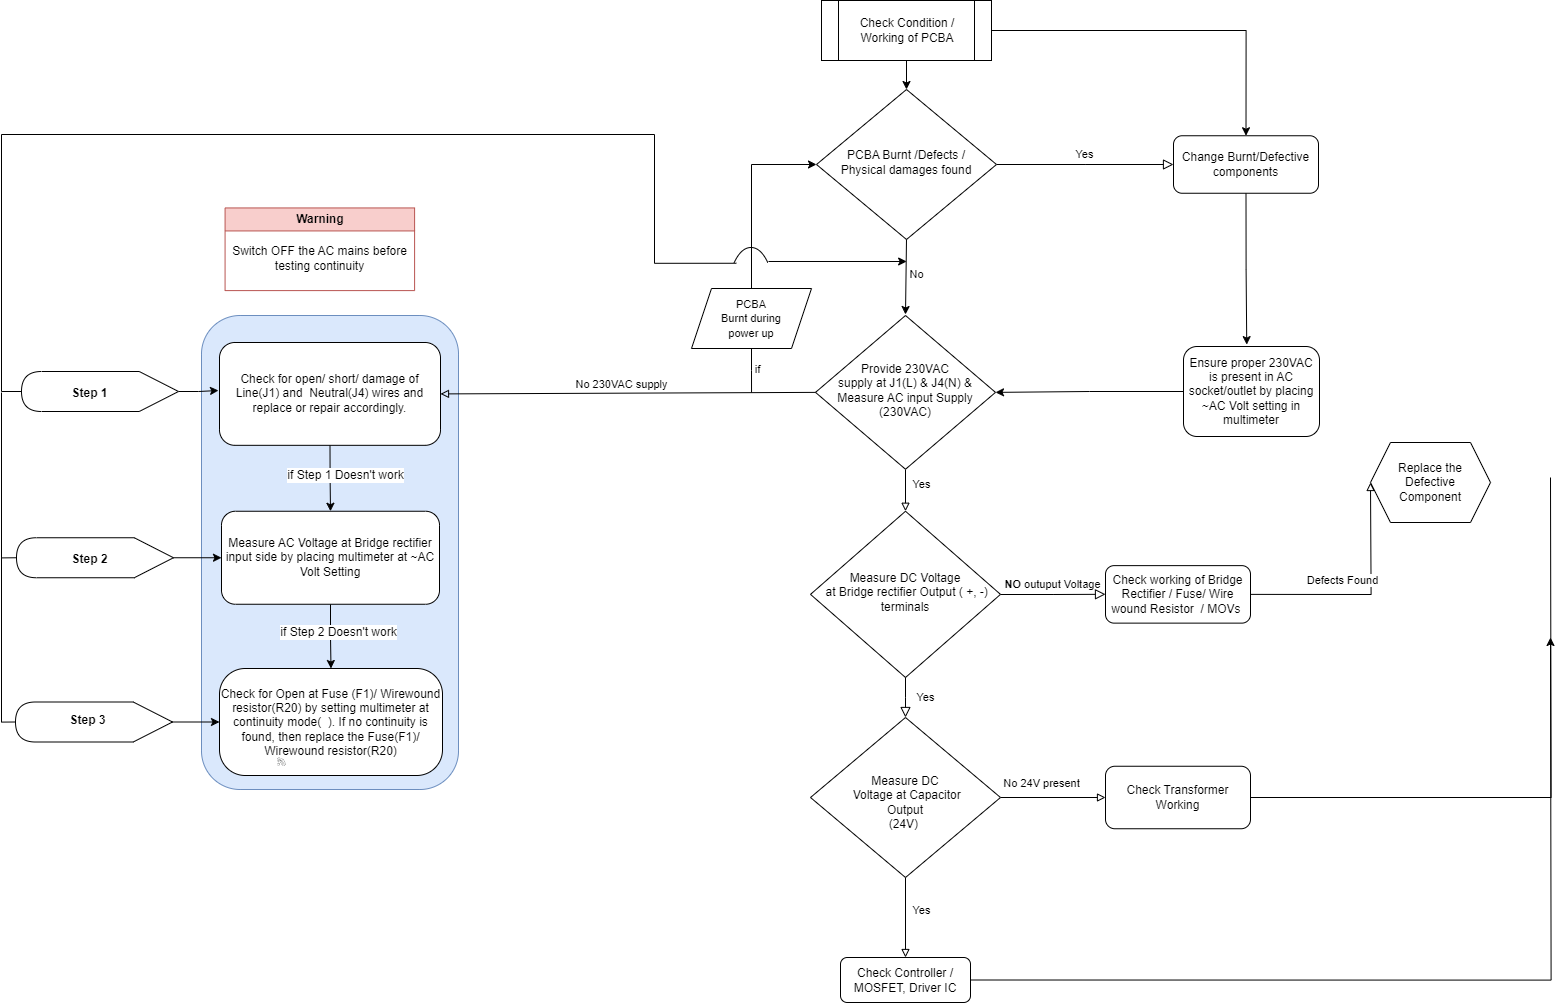 Check Condition /
Working of PCBA
PCBA Burnt /Defects /
Physical damages found
Yes
Change Burnt/Defective
components
Warning
Switch OFF the AC mains before
testing continuity
No
PCBA
Burnt during
power up
if
Provide 230VAC
supply at J1(L) & J4(N) &
Measure AC input Supply
(230VAC)
Ensure proper 230VAC
is present in AC
socket/outlet by placing
~AC Volt setting in
multimeter
No 230VAC supply
Step 1
Check for open/ short/ damage of
Line(J1) and Neutral(J4) wires and
replace or repair accordingly.
if Step 1 Doesn't work
Yes
Replace the
Defective
Component
Step 2
Measure AC Voltage at Bridge rectifier
input side by placing multimeter at ~AC
Volt Setting
Measure DC Voltage
at Bridge rectifier Output ( +, -)
terminals
NO outuput Voltage
Check working of Bridge
Rectifier / Fuse/ Wire
wound Resistor / MOVs
Defects Found
if Step 2 Doesn't work
Yes
Step 3
Check for Open at Fuse (F1)/ Wirewound
resistor(R20) by setting multimeter at
continuity mode( ). If no continuity is
found, then replace the Fuse(F1)/
Wirewound resistor(R20)
Measure DC
Voltage at Capacitor
Output
(24V)
No 24V present
Check Transformer
Working
Yes
Check Controller /
MOSFET, Driver IC